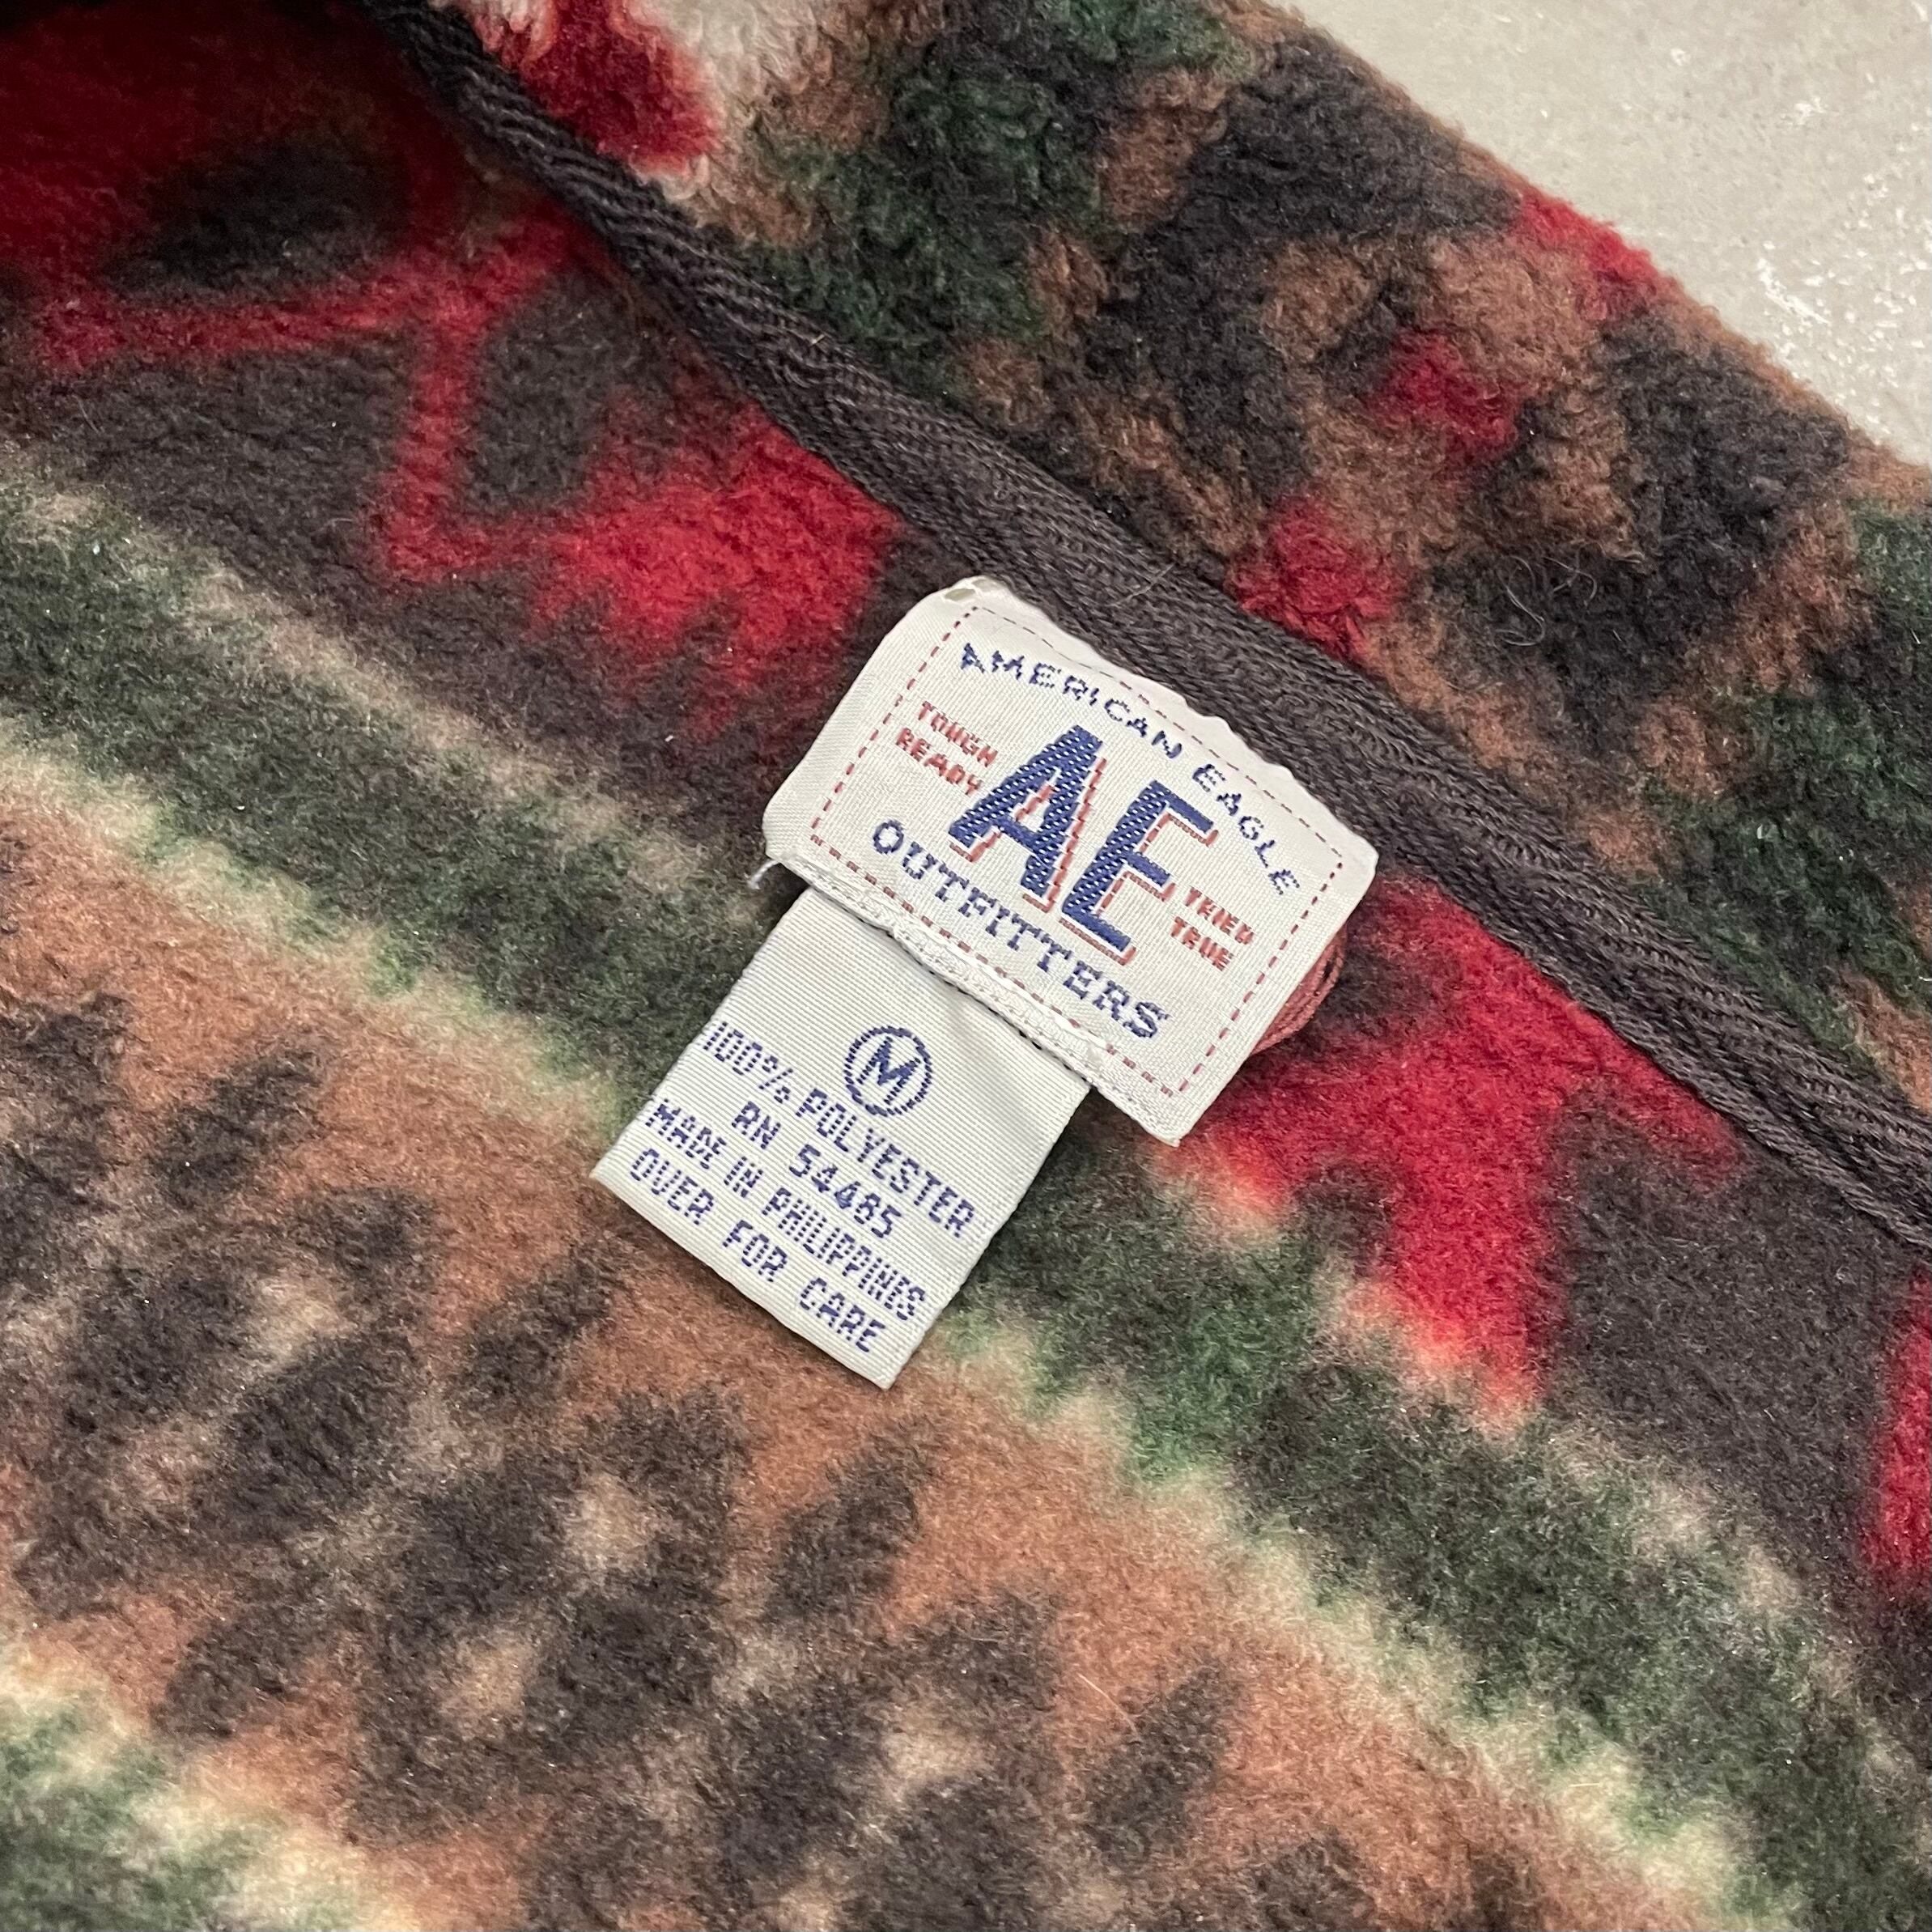 AMERICAN EAGLE
TOUGH
READY
AE
TRIED
TRUE
OUTFITTERS
M
100% POLYESTER
RN 54485
MADE IN PHILIPPINES
OVER FOR CARE